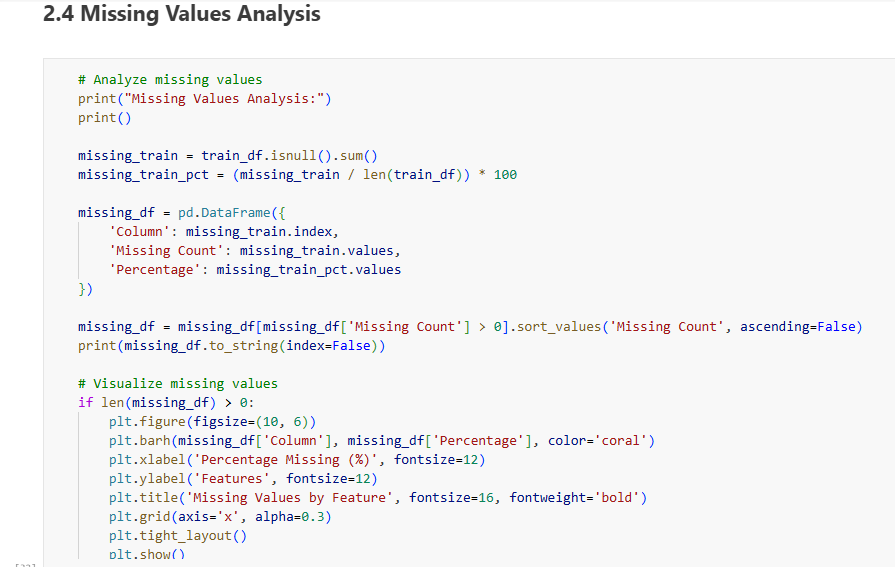 2.4 Missing Values Analysis
# Analyze missing values
print("Missing Values Analysis:")
print()
missing_train = train_df.isnull().sum()
missing_train_pct = (missing_train / len(train_df)) * 100
missing_df = pd.DataFrame({
    'Column': missing_train.index,
    'Missing Count': missing_train.values,
    'Percentage': missing_train_pct.values
})
missing_df = missing_df[missing_df['Missing Count'] > 0].sort_values('Missing Count', ascending=False)
print(missing_df.to_string(index=False))
# Visualize missing values
if len(missing_df) > 0:
    plt.figure(figsize=(10, 6))
    plt.barh(missing_df['Column'], missing_df['Percentage'], color='coral')
    plt.xlabel('Percentage Missing (%)', fontsize=12)
    plt.ylabel('Features', fontsize=12)
    plt.title('Missing Values by Feature', fontsize=16, fontweight='bold')
    plt.grid(axis='x', alpha=0.3)
    plt.tight_layout()
    plt.show()